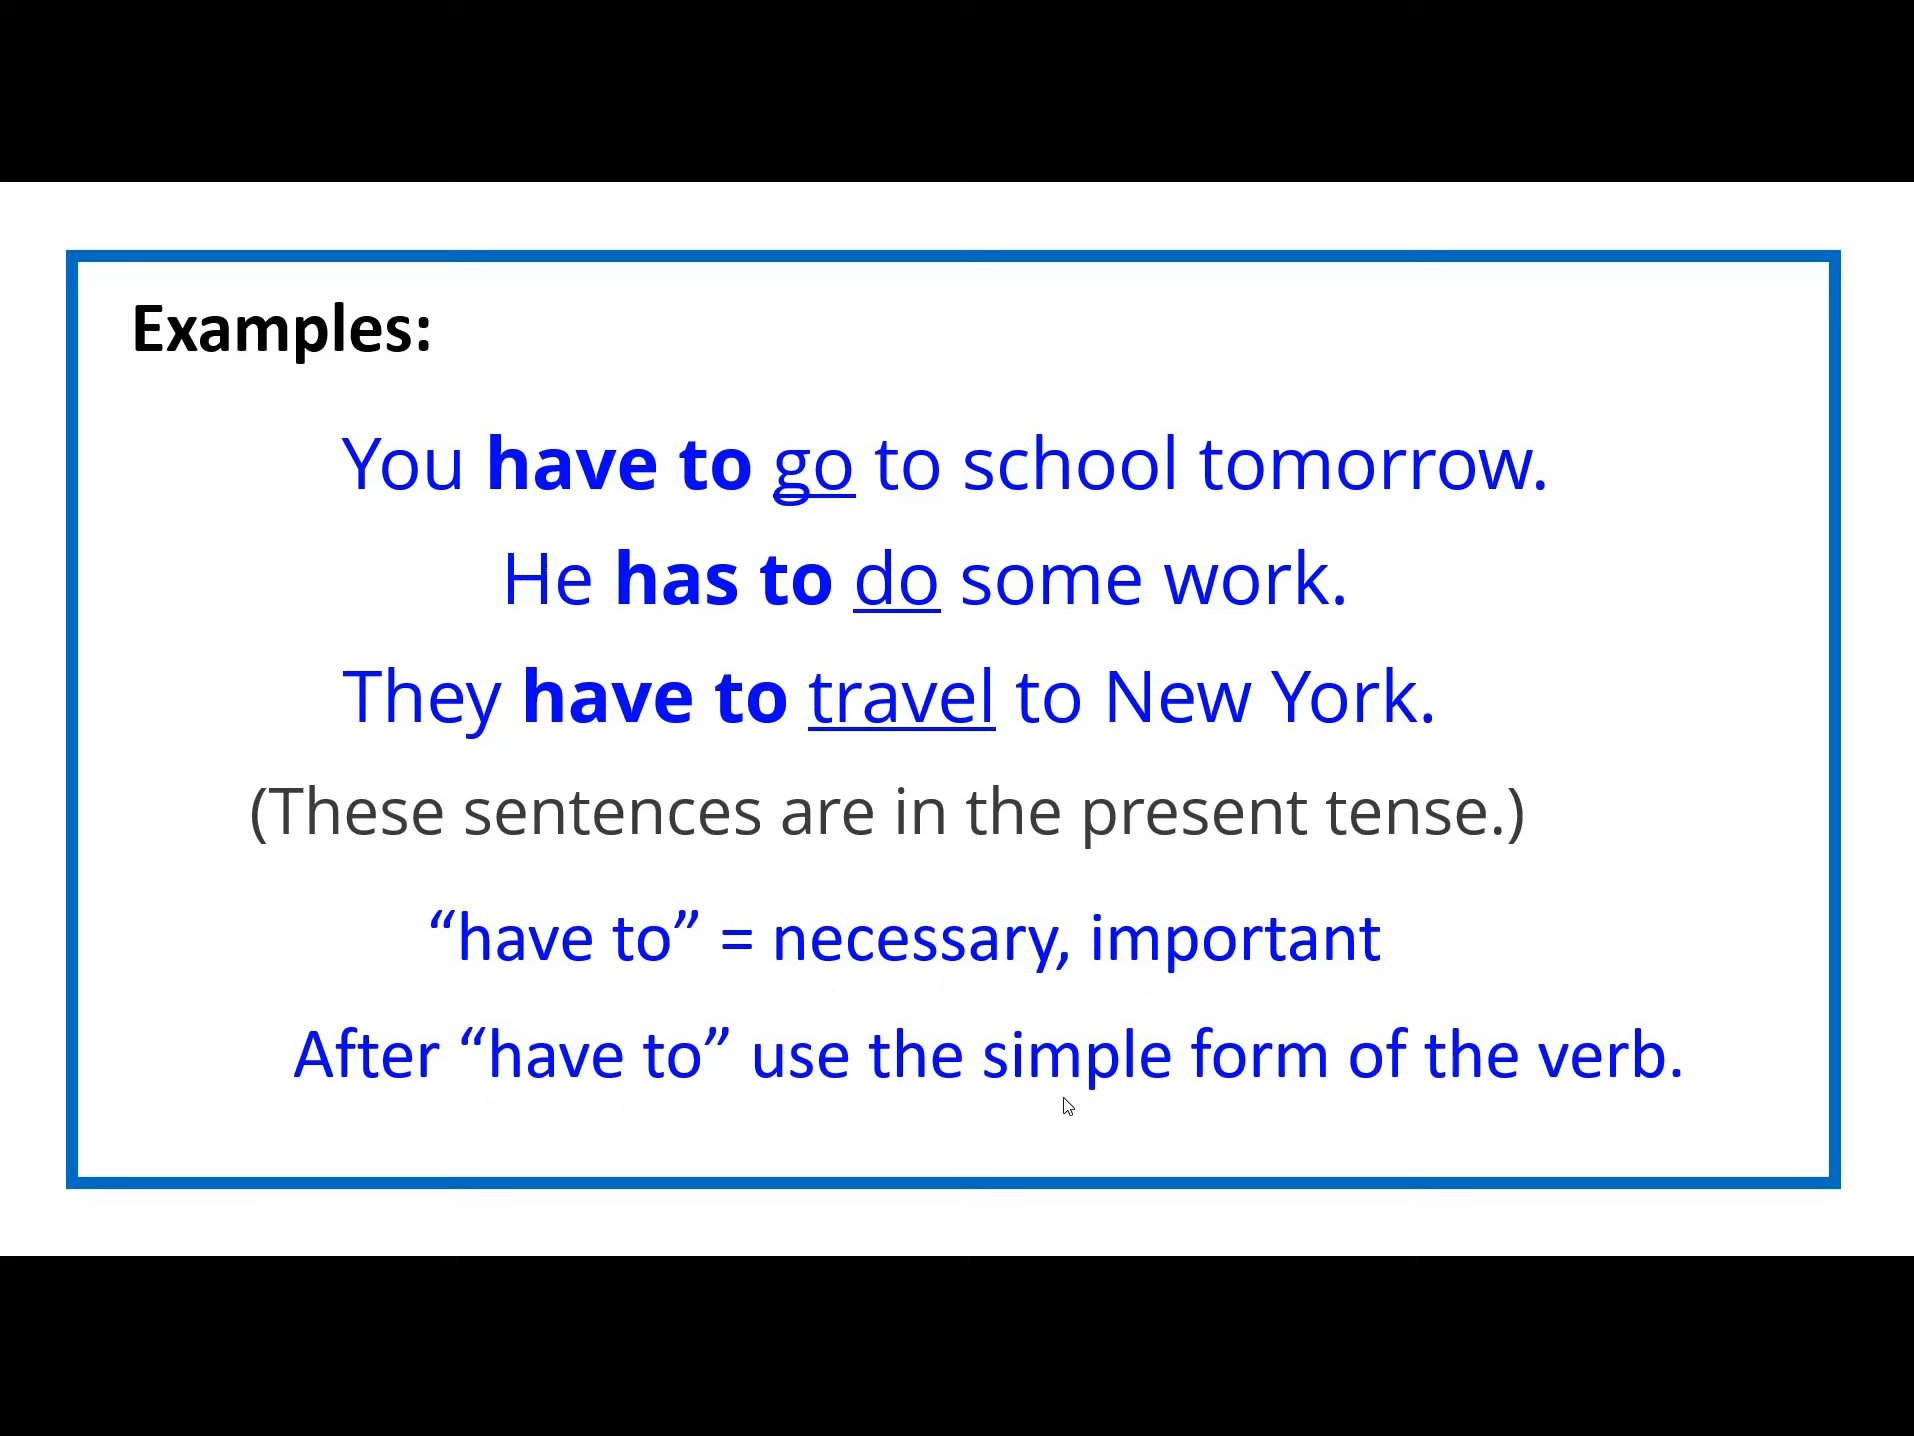 Examples:
You have to go to school tomorrow.
He has to do some work.
They have to travel to New York.
(These sentences are in the present tense.)
“have to” = necessary, important
After “have to” use the simple form of the verb.